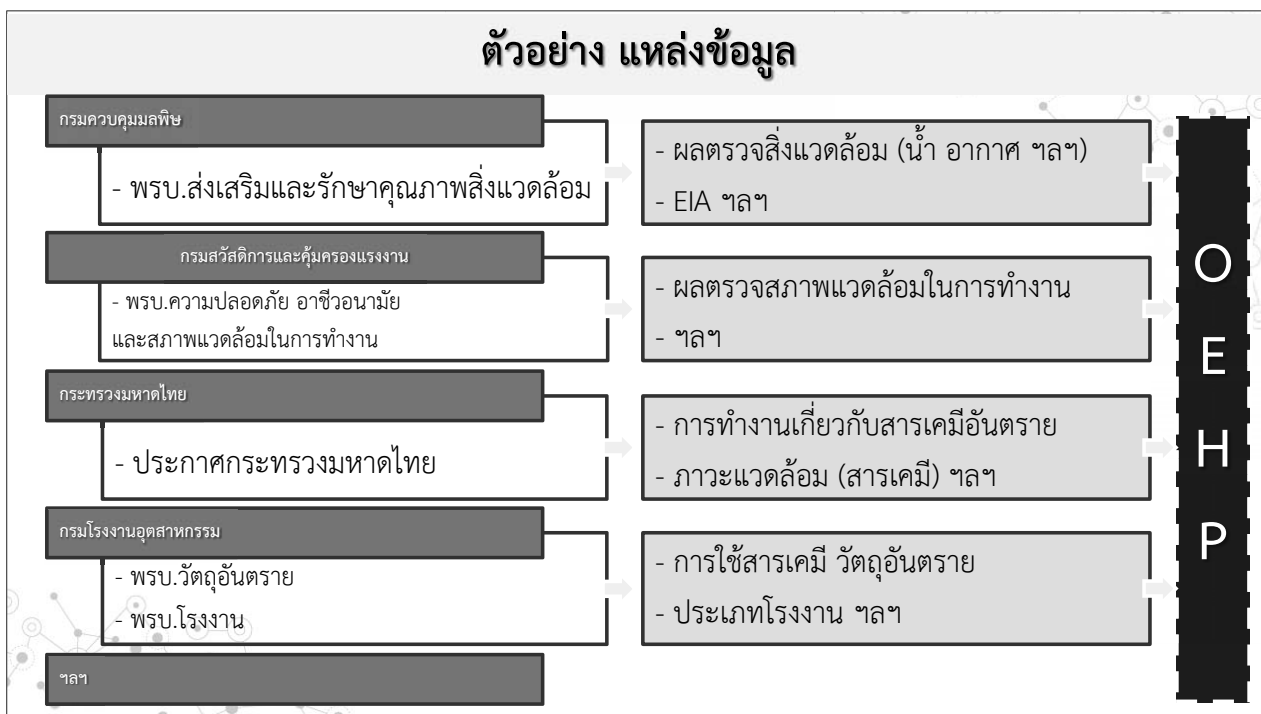 ตัวอย่าง แหล่งข้อมูล
กรมควบคุมมลพิษ
- พรบ.ส่งเสริมและรักษาคุณภาพสิ่งแวดล้อม
- ผลตรวจสิ่งแวดล้อม (น้ำ อากาศ ฯลฯ)
- EIA ฯลฯ
กรมสวัสดิการและคุ้มครองแรงงาน
- พรบ.ความปลอดภัย อาชีวอนามัย
และสภาพแวดล้อมในการทำงาน
- ผลตรวจสภาพแวดล้อมในการทำงาน
- ฯลฯ
กระทรวงมหาดไทย
- ประกาศกระทรวงมหาดไทย
- การทำงานเกี่ยวกับสารเคมีอันตราย
- ภาวะแวดล้อม (สารเคมี) ฯลฯ
กรมโรงงานอุตสาหกรรม
- พรบ.วัตถุอันตราย
- พรบ.โรงงาน
- การใช้สารเคมี วัตถุอันตราย
- ประเภทโรงงาน ฯลฯ
ฯลฯ
O
E
H
P